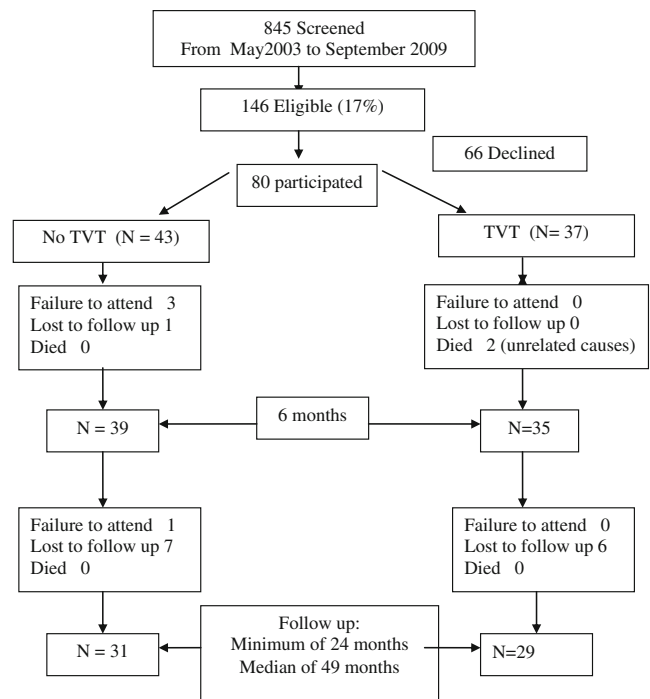 845 Screened
From May2003 to September 2009
146 Eligible (17%)
66 Declined
80 participated
No TVT (N = 43)
TVT (N= 37)
Failure to attend 3
Lost to follow up 1
Died 0
Failure to attend 0
Lost to follow up 0
Died 2 (unrelated causes)
N = 39
6 months
N=35
Failure to attend 1
Lost to follow up 7
Died 0
Failure to attend 0
Lost to follow up 6
Died 0
Follow up:
Minimum of 24 months
Median of 49 months
N = 31
N=29